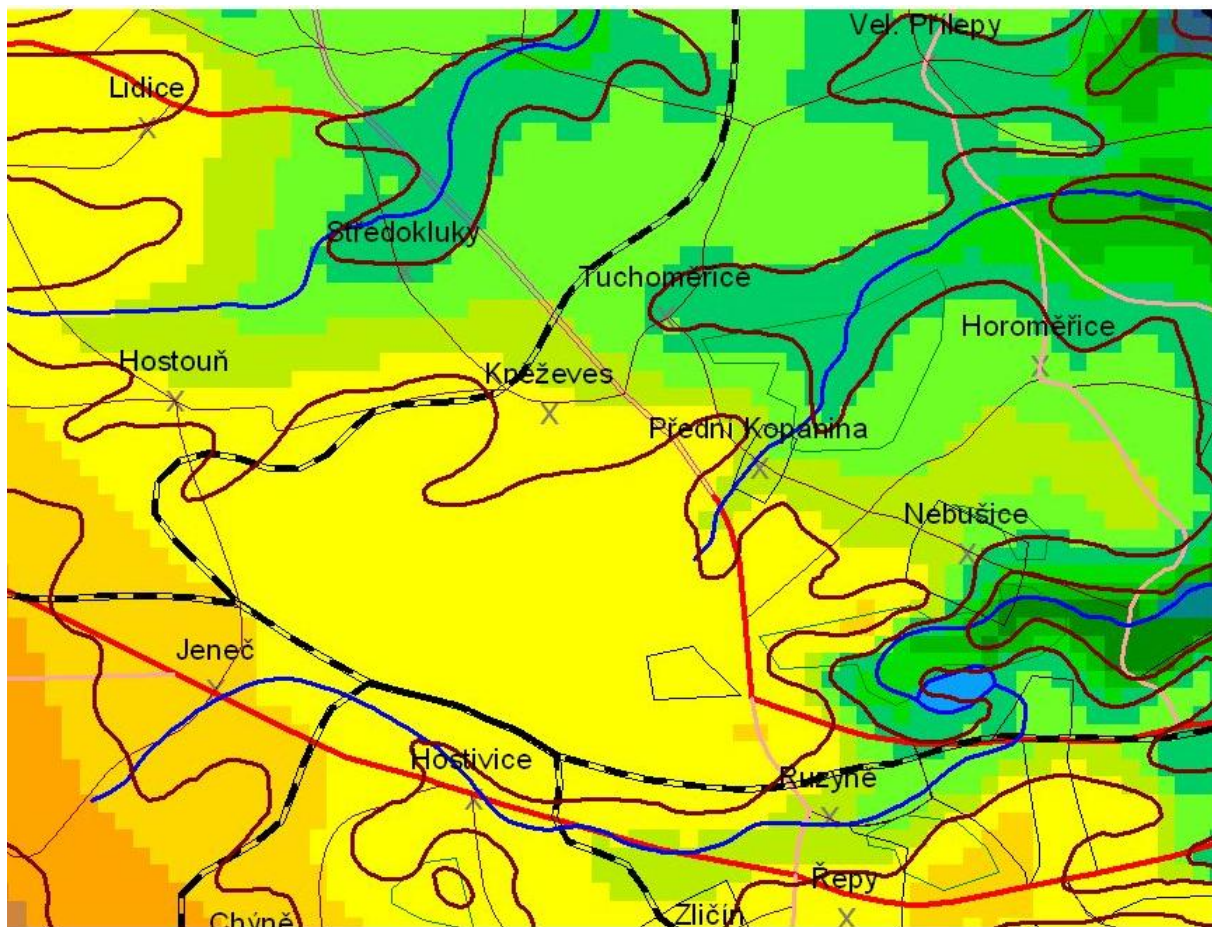 Vel. Přílepy
Lidice
Středokluky
Tuchoměřice
Horoměřice
Hostouň
Kněževes
Přední Kopanina
Nebušice
Jeneč
Hostivice
Ruzyně
Řepy
Chýně
Zličín